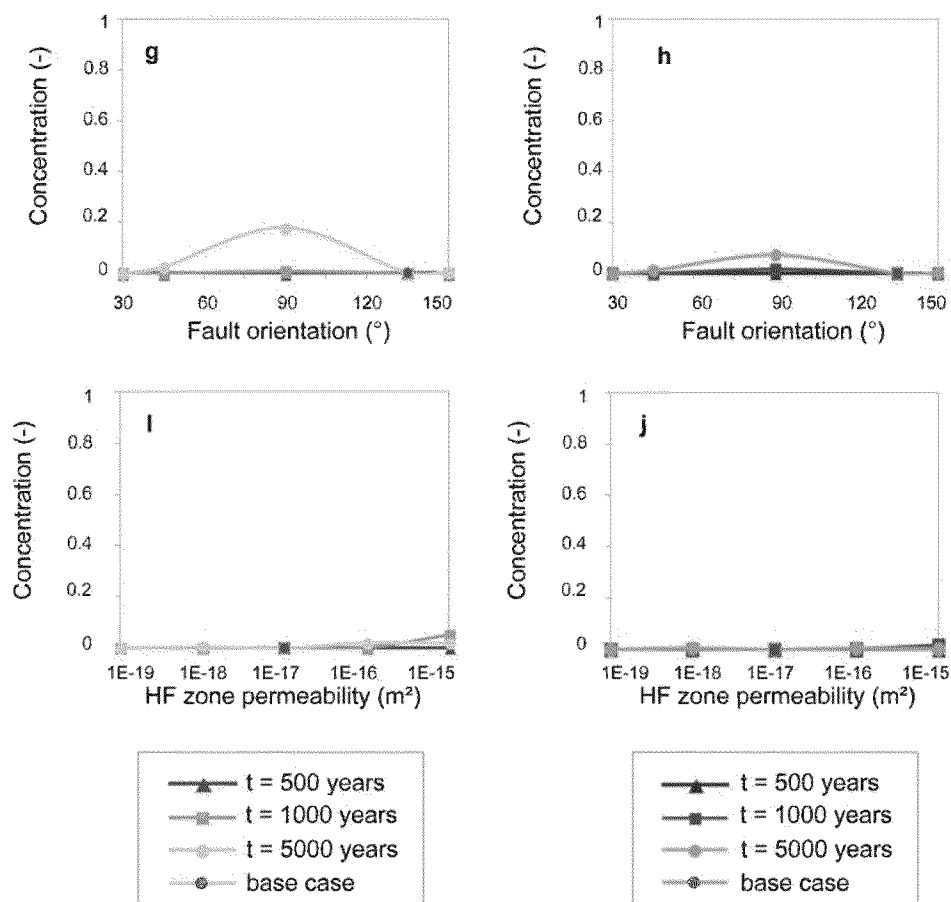 g
Concentration (-)
1
0.8
0.6
0.4
0.2
0
30 60 90 120 150
Fault orientation (°)
h
Concentration (-)
1
0.8
0.6
0.4
0.2
0
30 60 90 120 150
Fault orientation (°)
I
Concentration (-)
1
0.8
0.6
0.4
0.2
0
1E-19 1E-18 1E-17 1E-16 1E-15
HF zone permeability (m²)
j
Concentration (-)
1
0.8
0.6
0.4
0.2
0
1E-19 1E-18 1E-17 1E-16 1E-15
HF zone permeability (m²)
t = 500 years
t = 1000 years
t = 5000 years
base case
t = 500 years
t = 1000 years
t = 5000 years
base case